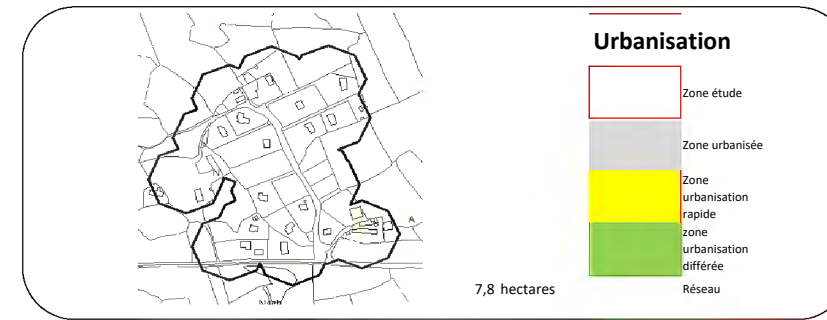 Urbanisation
Zone étude
Zone urbanisée
Zone
urbanisation
rapide
zone
urbanisation
différée
7,8 hectares
Réseau
A